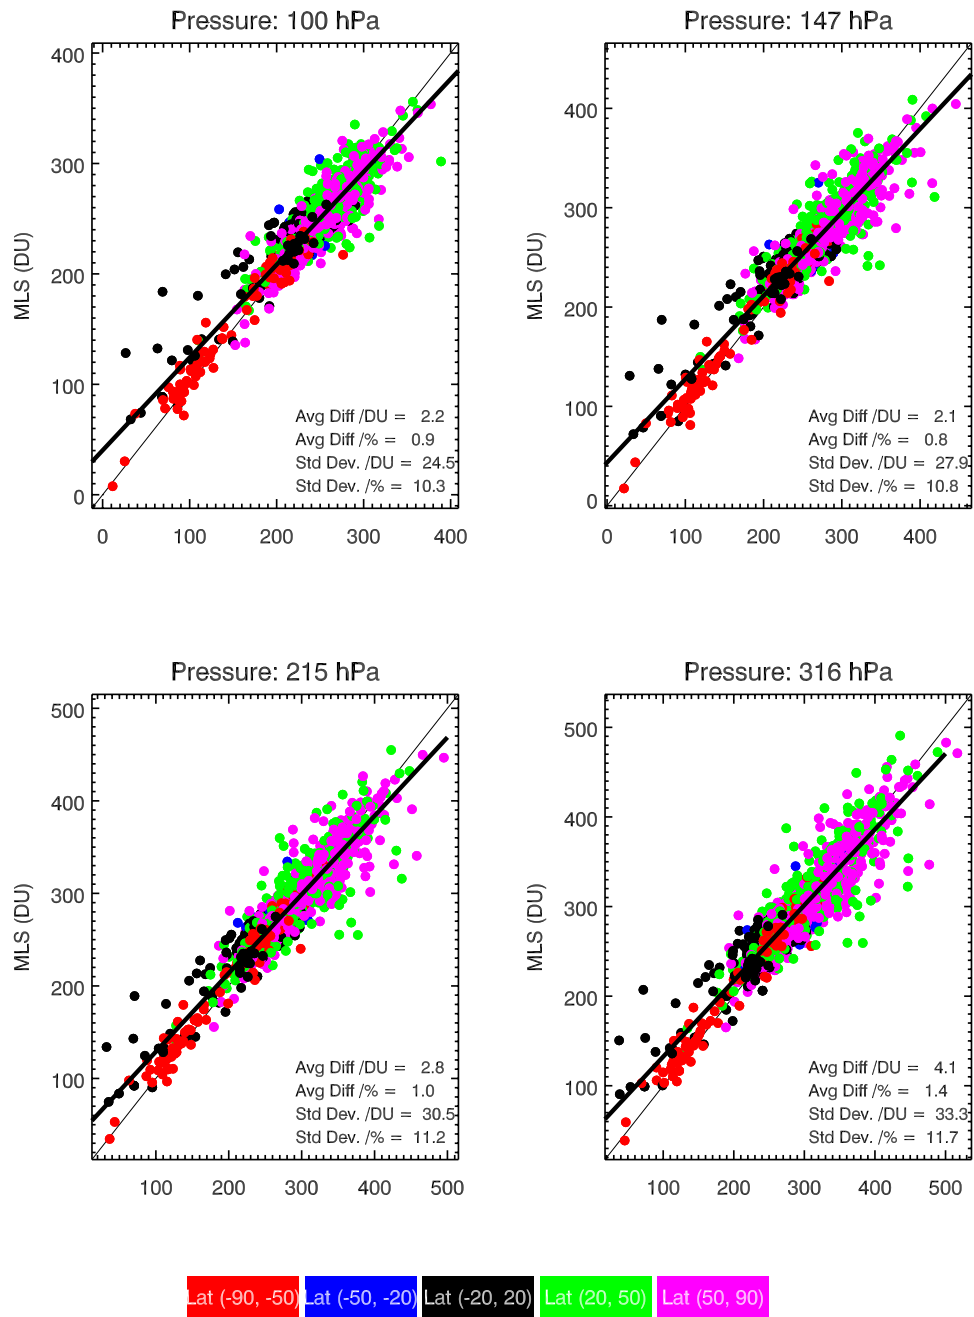 Pressure: 100 hPa
400
300
200
100
0
MLS (DU)
Avg Diff /DU = 2.2
Avg Diff /% = 0.9
Std Dev. /DU = 24.5
Std Dev. /% = 10.3
0 100 200 300 400
Pressure: 147 hPa
400
300
200
100
0
MLS (DU)
Avg Diff /DU = 2.1
Avg Diff /% = 0.8
Std Dev. /DU = 27.9
Std Dev. /% = 10.8
0 100 200 300 400
Pressure: 215 hPa
500
400
300
200
100
MLS (DU)
Avg Diff /DU = 2.8
Avg Diff /% = 1.0
Std Dev. /DU = 30.5
Std Dev. /% = 11.2
100 200 300 400 500
Pressure: 316 hPa
500
400
300
200
100
MLS (DU)
Avg Diff /DU = 4.1
Avg Diff /% = 1.4
Std Dev. /DU = 33.3
Std Dev. /% = 11.7
100 200 300 400 500
Lat (-90, -50) Lat (-50, -20) Lat (-20, 20) Lat (20, 50) Lat (50, 90)